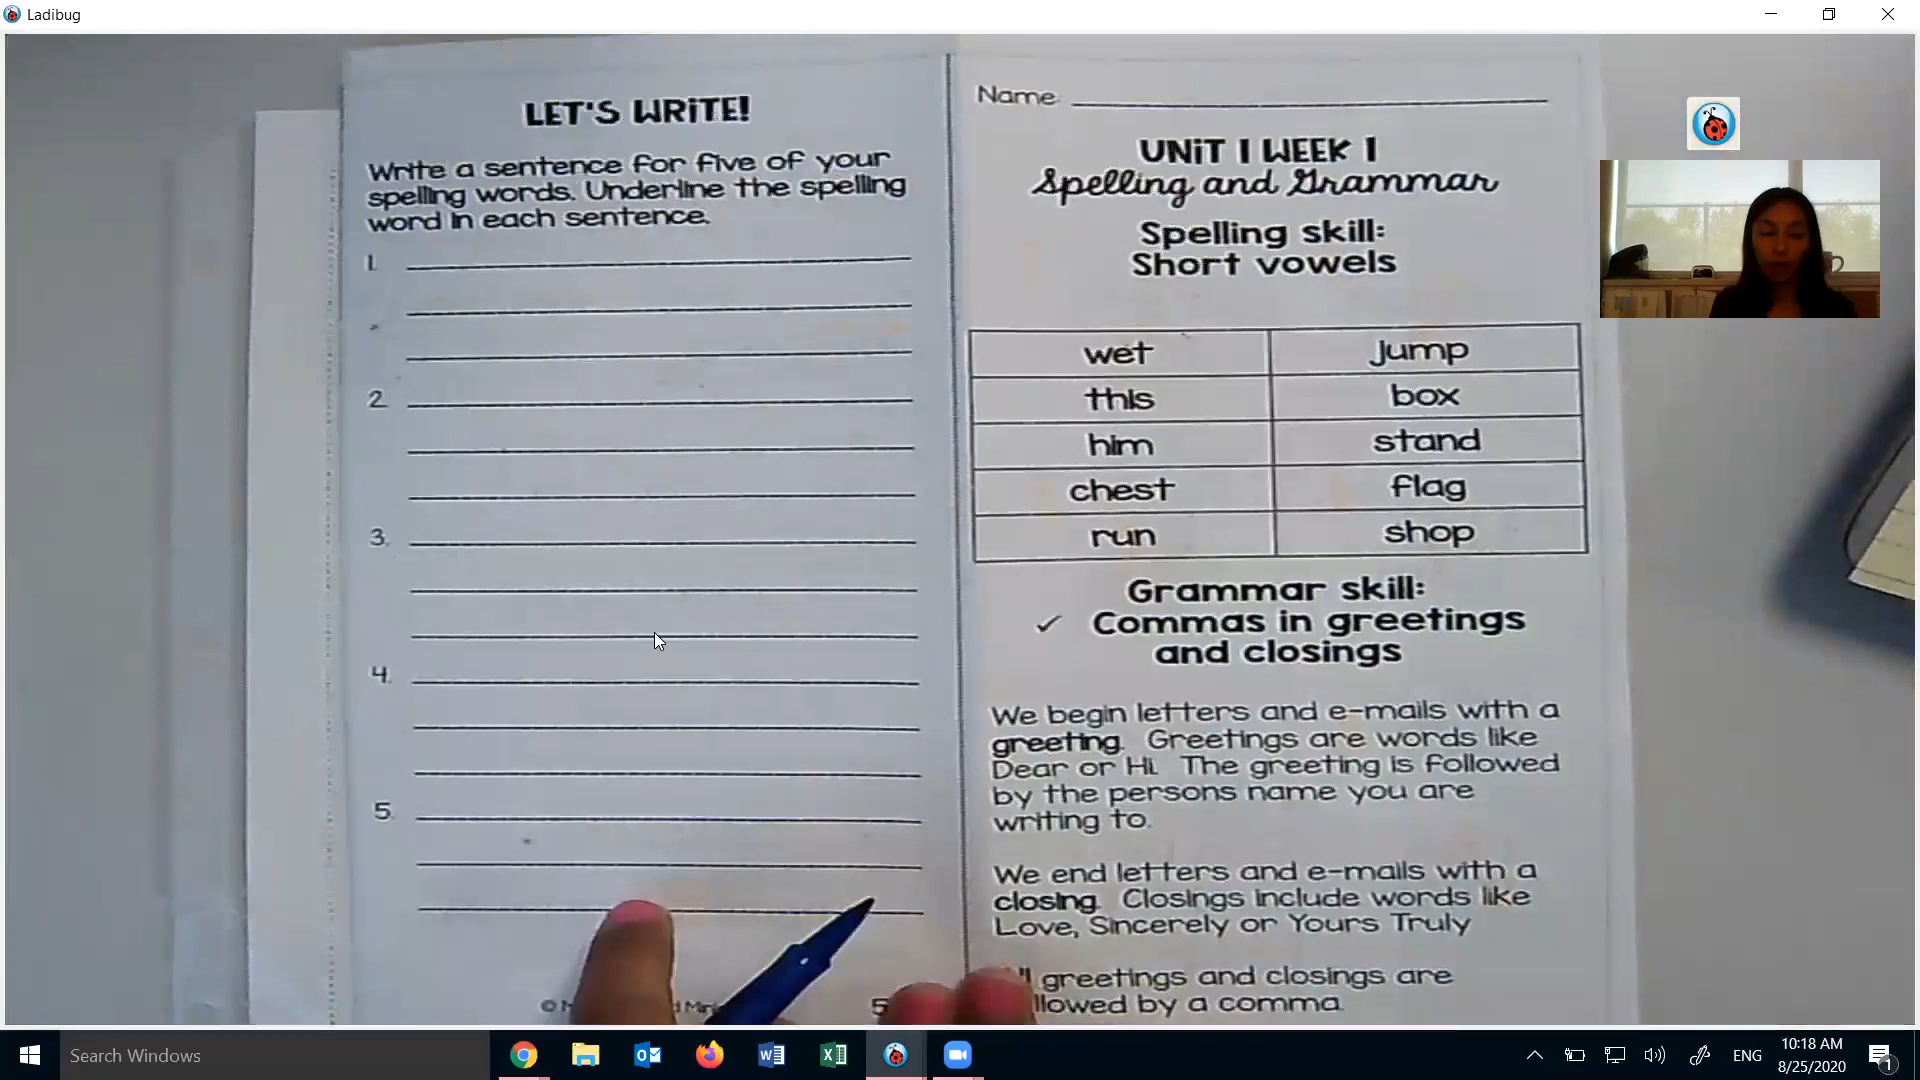 Ladibug
LET'S WRITE!
Write a sentence for five of your
spelling words. Underline the spelling
word in each sentence.
1.
2.
3.
4.
5.
Name
UNIT 1 WEEK 1
Spelling and Grammar
Spelling skill:
Short vowels
wet jump
this box
him stand
chest flag
run shop
Grammar skill:
✓ Commas in greetings
and closings
We begin letters and e-mails with a
greeting. Greetings are words like
Dear or Hi. The greeting is followed
by the persons name you are
writing to.
We end letters and e-mails with a
closing. Closings include words like
Love, Sincerely or Yours Truly
greetings and closings are
by a comma.
Search Windows
ENG
10:18 AM
8/25/2020
1